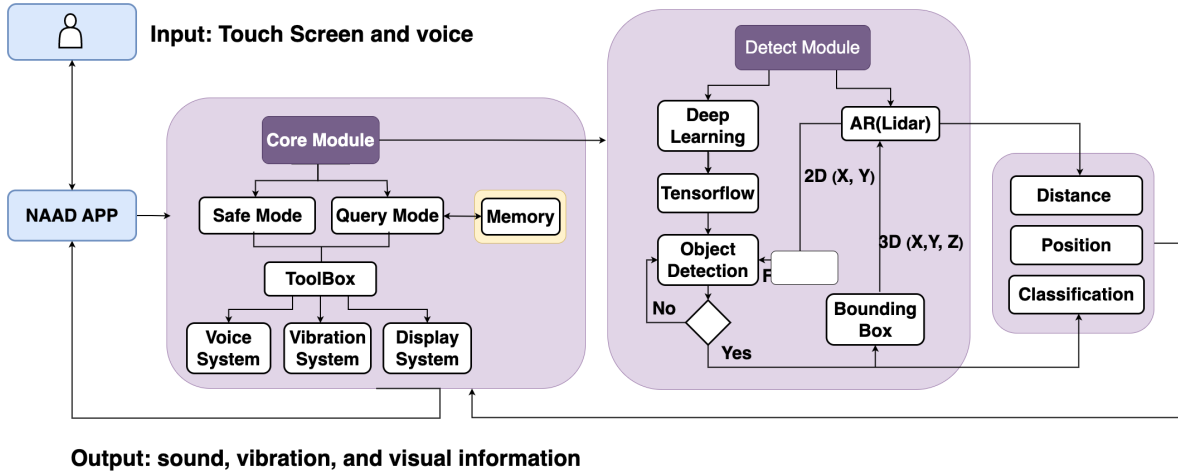 Input: Touch Screen and voice
NAAD APP
Core Module
Safe Mode
Query Mode
Memory
ToolBox
Voice
System
Vibration
System
Display
System
Detect Module
Deep
Learning
AR(Lidar)
Tensorflow
2D (X, Y)
Object
Detection
3D (X,Y, Z)
No
Yes
Bounding
Box
Distance
Position
Classification
Output: sound, vibration, and visual information